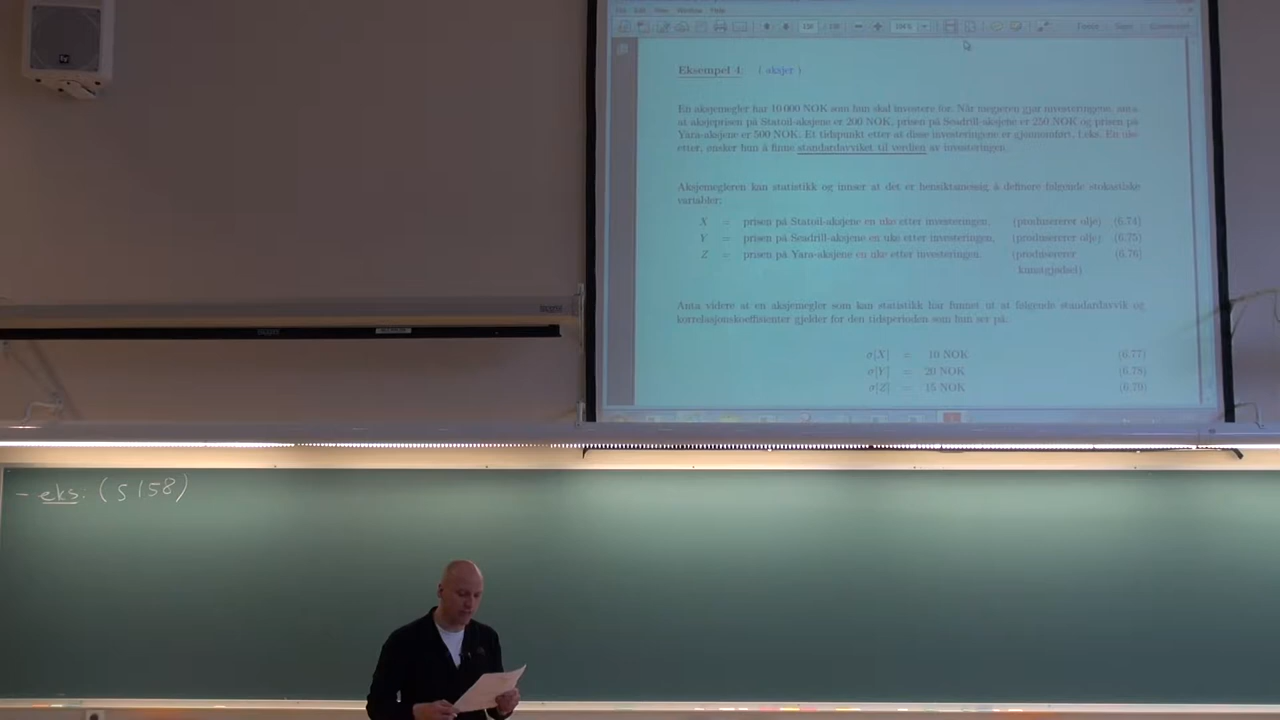 Eksempel 4: ( aksjer )
En aksjemegler har 10 000 NOK som hun skal investere for. Når megleren gjør investeringene, anta
at aksjeprisen på Statoil-aksjene er 200 NOK, prisen på Seadrill-aksjene er 250 NOK og prisen på
Yara-aksjene er 500 NOK. Et tidspunkt etter at disse investeringene er gjennomført, f.eks. En uke
etter, ønsker hun å finne standardavviket til verdien av investeringen.
Aksjemegleren kan statistikk og innser at det er hensiktsmessig å definere følgende stokastiske
variabler:
X = prisen på Statoil-aksjene en uke etter investeringen, (produsererer olje) (6.74)
Y = prisen på Seadrill-aksjene en uke etter investeringen, (produsererer olje) (6.75)
Z = prisen på Yara-aksjene en uke etter investeringen. (produsererer (6.76)
kunstgjødsel)
Anta videre at en aksjemegler som kan statistikk har funnet ut at følgende standardavvik og
korrelasjonskoeffisienter gjelder for den tidsperioden som hun ser på.
σ[X] = 10 NOK (6.77)
σ[Y] = 20 NOK (6.78)
σ[Z] = 15 NOK (6.79)
- eks: (S 158)